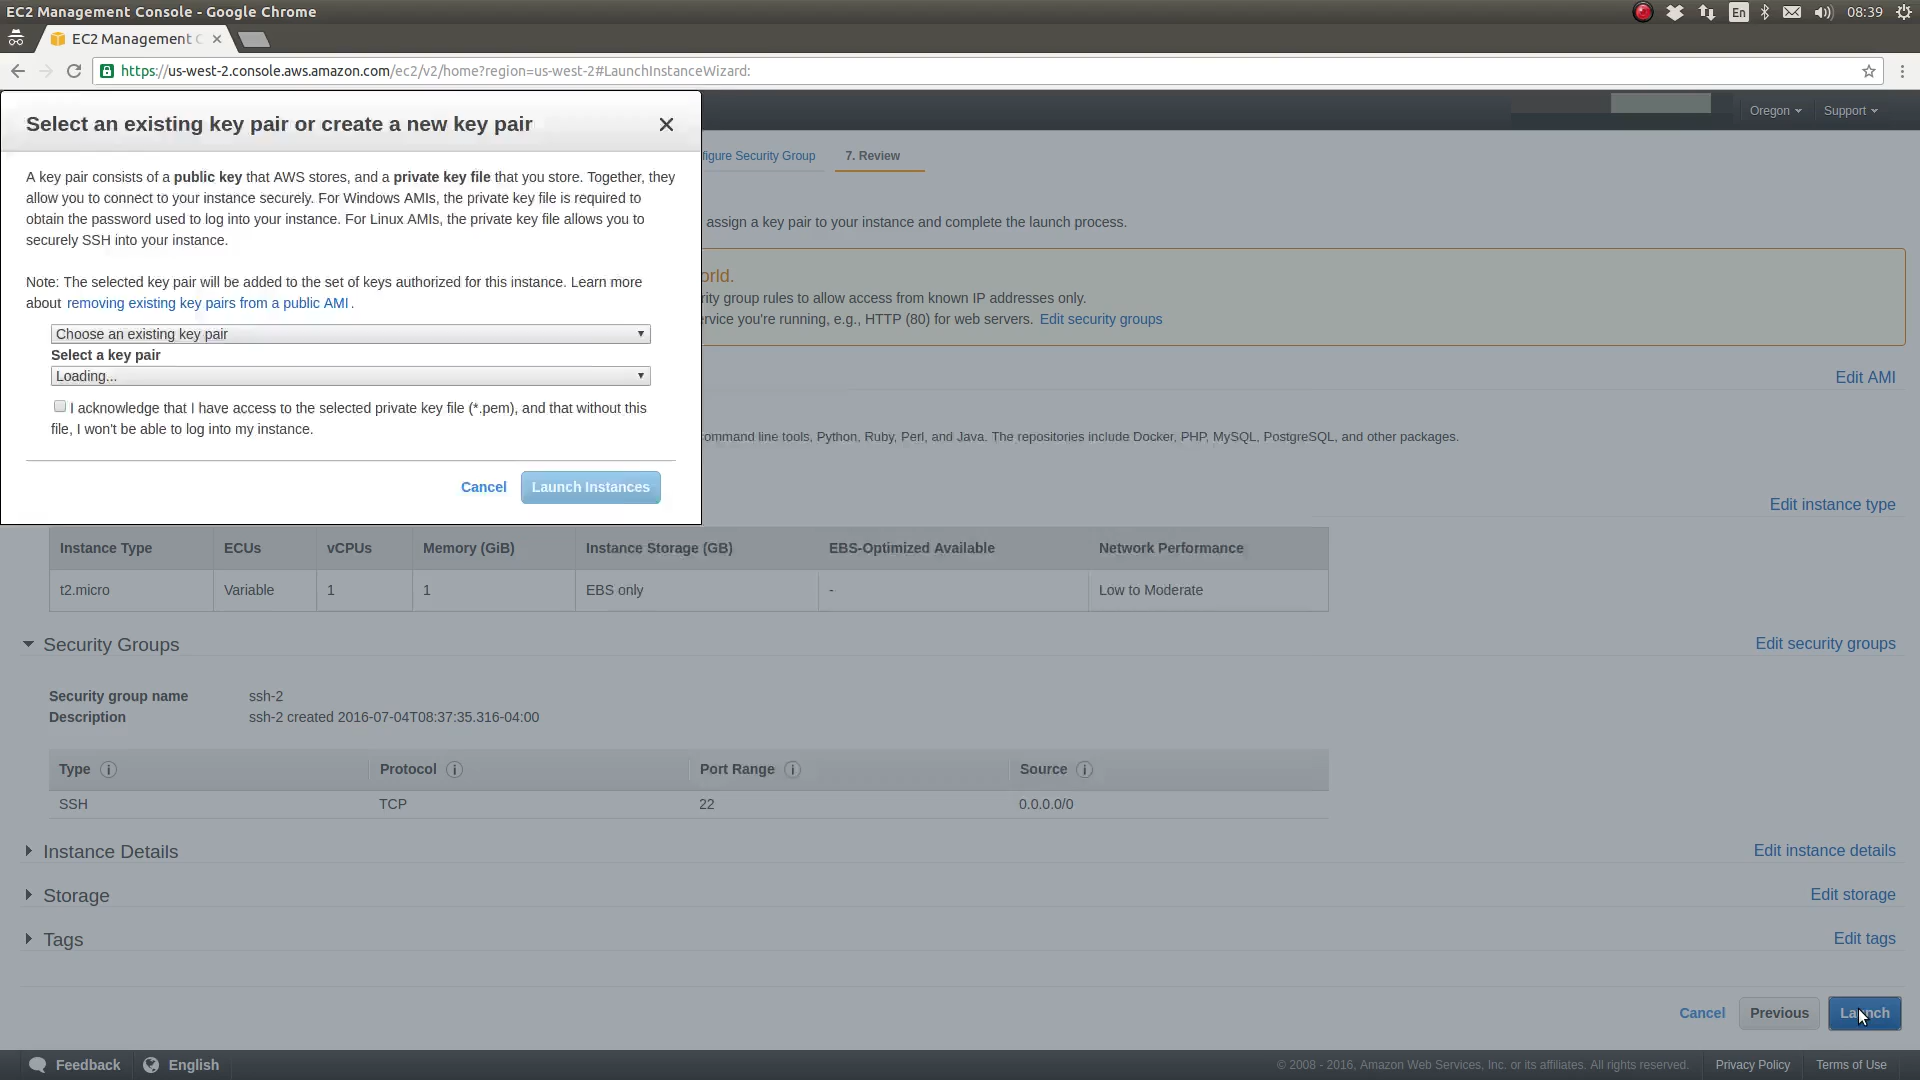 EC2 Management Console - Google Chrome
En
08:39
EC2 Management C
https://us-west-2.console.aws.amazon.com/ec2/v2/home?region=us-west-2#LaunchInstanceWizard:
Oregon
Support
figure Security Group
7. Review
Select an existing key pair or create a new key pair
A key pair consists of a public key that AWS stores, and a private key file that you store. Together, they
allow you to connect to your instance securely. For Windows AMIs, the private key file is required to
obtain the password used to log into your instance. For Linux AMIs, the private key file allows you to
securely SSH into your instance.
Note: The selected key pair will be added to the set of keys authorized for this instance. Learn more
about removing existing key pairs from a public AMI.
Choose an existing key pair
Select a key pair
Loading...
I acknowledge that I have access to the selected private key file (*.pem), and that without this
file, I won't be able to log into my instance.
Cancel
Launch Instances
assign a key pair to your instance and complete the launch process.
orld.
rity group rules to allow access from known IP addresses only.
ervice you're running, e.g., HTTP (80) for web servers. Edit security groups
Edit AMI
ommand line tools, Python, Ruby, Perl, and Java. The repositories include Docker, PHP, MySQL, PostgreSQL, and other packages.
Edit instance type
Instance Type ECUs vCPUs Memory (GiB) Instance Storage (GB) EBS-Optimized Available Network Performance
t2.micro Variable 1 1 EBS only - Low to Moderate
Security Groups
Edit security groups
Security group name ssh-2
Description ssh-2 created 2016-07-04T08:37:35.316-04:00
Type Protocol Port Range Source
SSH TCP 22 0.0.0.0/0
Instance Details
Edit instance details
Storage
Edit storage
Tags
Edit tags
Cancel
Previous
Launch
Feedback
English
© 2008 - 2016, Amazon Web Services, Inc. or its affiliates. All rights reserved.
Privacy Policy
Terms of Use